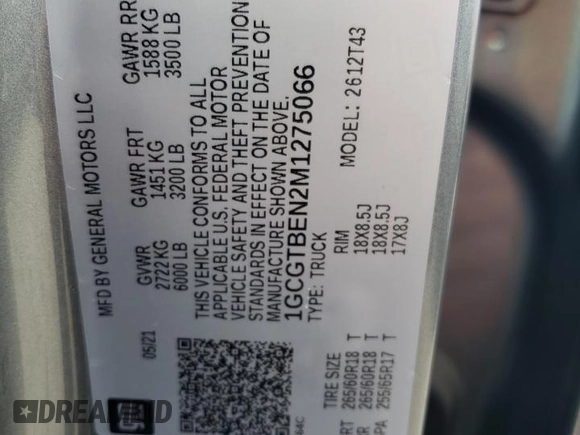 MFD BY GENERAL MOTORS LLC
05/21 GVWR GAWR FRT GAWR RR
2722 KG 1451 KG 1588 KG
6000 LB 3200 LB 3500 LB
THIS VEHICLE CONFORMS TO ALL
APPLICABLE U.S. FEDERAL MOTOR
VEHICLE SAFETY AND THEFT PREVENTION
STANDARDS IN EFFECT ON THE DATE OF
MANUFACTURE SHOWN ABOVE.
1GCGTBEN2M1275066
TYPE: TRUCK MODEL: 2612T43
TIRE SIZE RIM
265/60R18 T 18X8.5J
265/60R18 T 18X8.5J
255/65R17 T 17X8J
DREAMBID